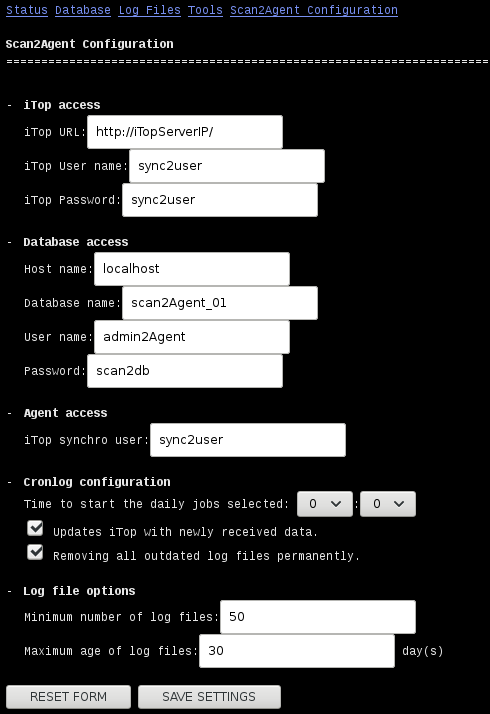 Status Database Log Files Tools Scan2Agent Configuration
Scan2Agent Configuration
======================================================================
- iTop access
iTop URL: http://iTopServerIP/
iTop User name: sync2user
iTop Password: sync2user
- Database access
Host name: localhost
Database name: scan2Agent_01
User name: admin2Agent
Password: scan2db
- Agent access
iTop synchro user: sync2user
- Cronlog configuration
Time to start the daily jobs selected: 0 : 0
Updates iTop with newly received data.
Removing all outdated log files permanently.
- Log file options
Minimum number of log files: 50
Maximum age of log files: 30 day(s)
RESET FORM SAVE SETTINGS